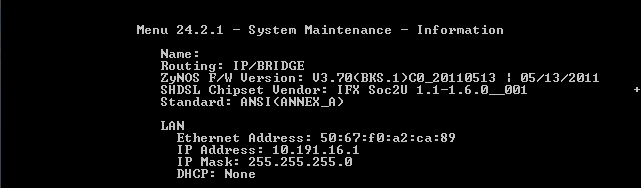 Menu 24.2.1 - System Maintenance - Information
Name:
Routing: IP/BRIDGE
ZyNOS F/W Version: V3.70(BKS.1)C0_20110513 | 05/13/2011
SHDSL Chipset Vendor: IFX Soc2U 1.1-1.6.0__001 +
Standard: ANSI(ANNEX_A)
LAN
Ethernet Address: 50:67:f0:a2:ca:89
IP Address: 10.191.16.1
IP Mask: 255.255.255.0
DHCP: None